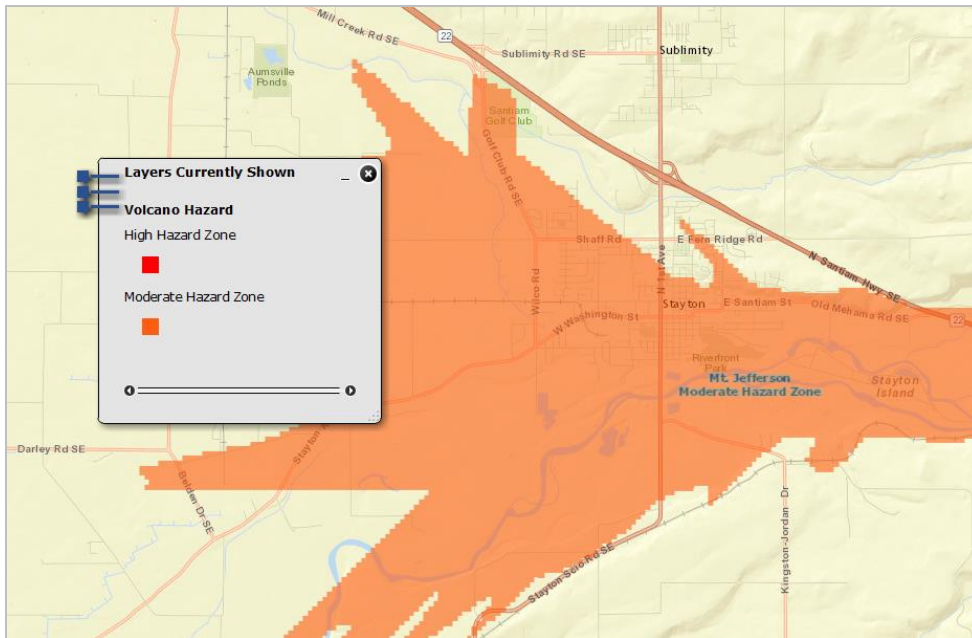 Mill Creek Rd SE
22
Sublimity Rd SE
Sublimity
Aumsville
Ponds
Santiam
Golf Club
Golf Club Rd SE
Layers Currently Shown
Volcano Hazard
High Hazard Zone
Moderate Hazard Zone
Shaff Rd
E Fern Ridge Rd
N Santiam Hwy SE
N 1st Ave
Wilco Rd
Stayton
E Santiam St
Old Mehama Rd SE
22
W Washington St
Riverfront
Park
Mt. Jefferson
Moderate Hazard Zone
Stayton
Island
Darley Rd SE
Stayton R
Belden Dr SE
Stayton Scio Rd SE
Kingston-Jordan Dr